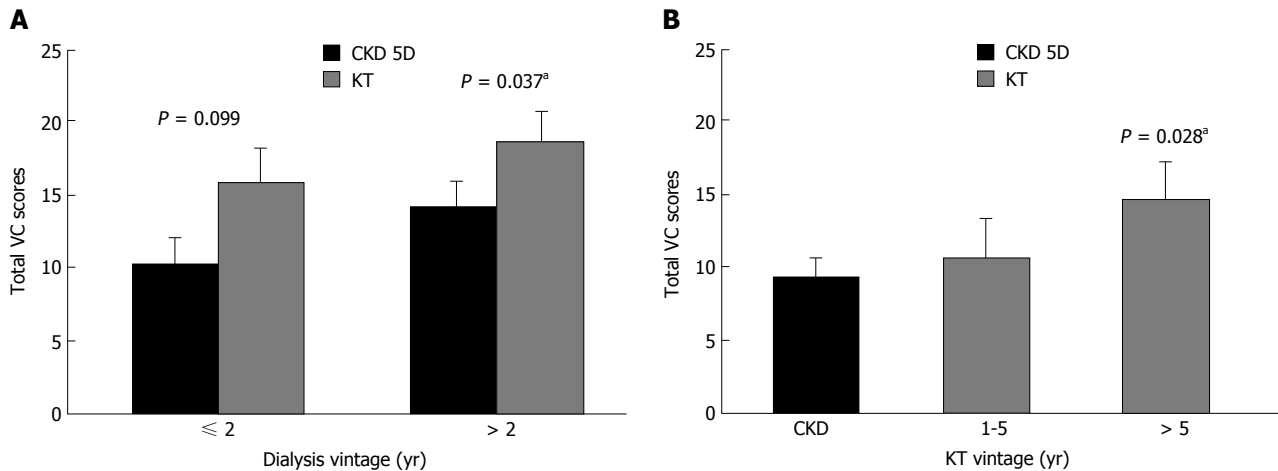 A
CKD 5D
KT
P = 0.037a
P = 0.099
25
20
15
10
5
0
Total VC scores
≤ 2
> 2
Dialysis vintage (yr)
B
CKD 5D
KT
P = 0.028a
25
20
15
10
5
0
Total VC scores
CKD
1-5
> 5
KT vintage (yr)